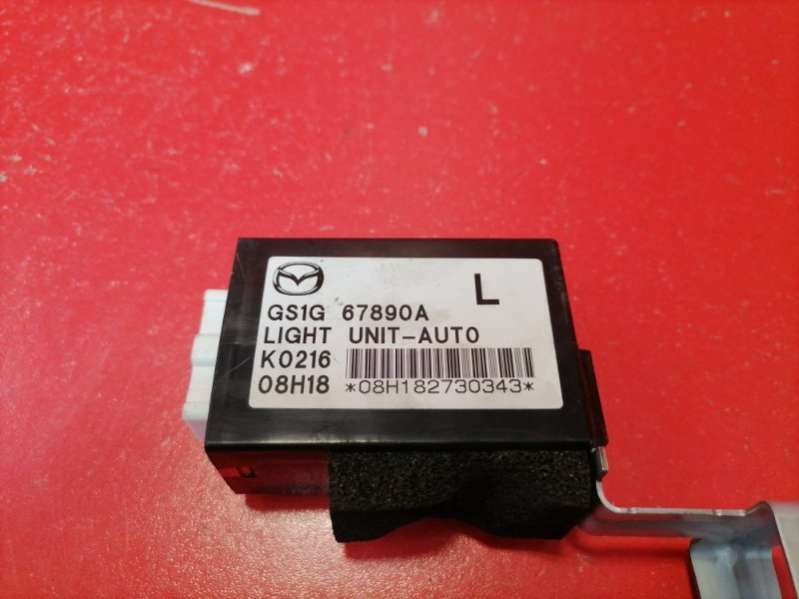 L
GS1G 67890A
LIGHT UNIT-AUTO
K0216
08H18 *08H182730343*